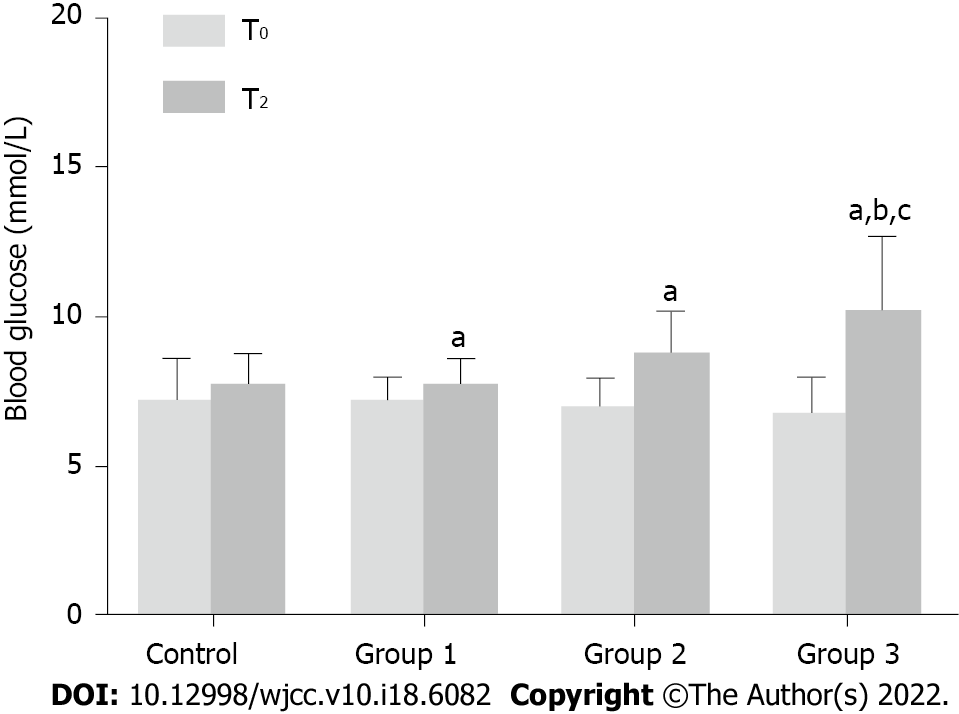 20
T0
T2
15
a,b,c
Blood glucose (mmol/L)
10
a
a
5
0
Control Group 1 Group 2 Group 3
DOI: 10.12998/wjcc.v10.i18.6082 Copyright ©The Author(s) 2022.